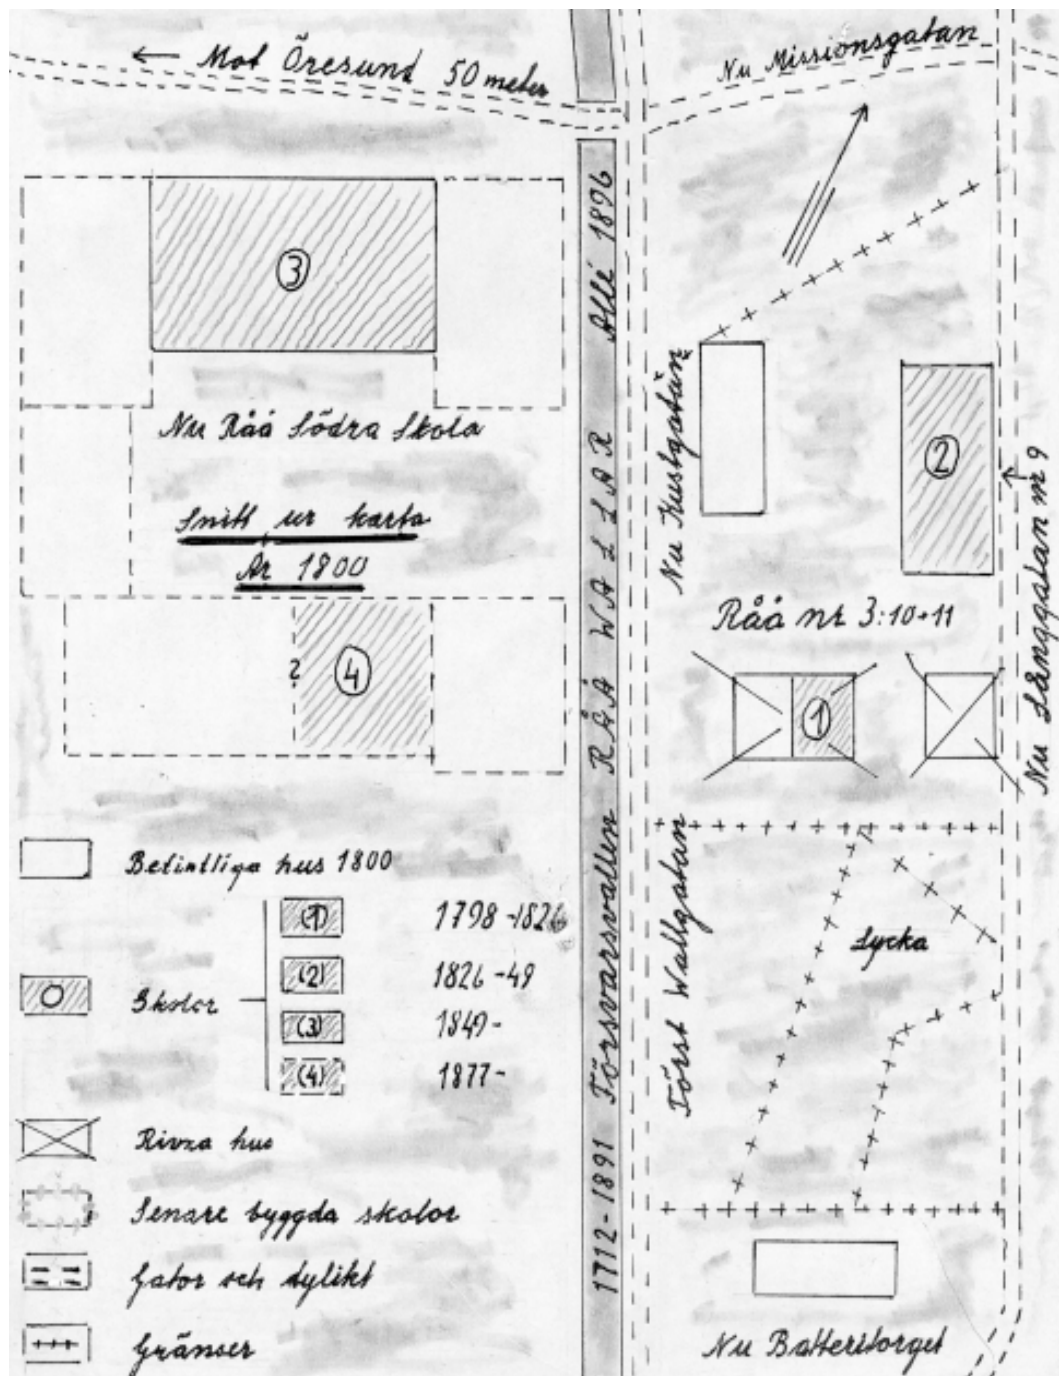 ← Mot Öresund 50 meter
Nu Missionsgatan
3
Nu Råå Södra Skola
Snitt ur karta
År 1800
4
?
1712-1891 Försvarsvallen RÅÅ WALLAR Allé 1896
Nu Kustgatan
2
Nu Långgatan nr 9
Råå nr 3:10+11
1
Först Wallgatan
Lycka
Nu Batteritorget
Befintliga hus 1800
Skolor
(1) 1798-1826
(2) 1826-49
(3) 1849-
(4) 1877-
Rivna hus
Senare byggda skolor
Gator och dylikt
Gränser